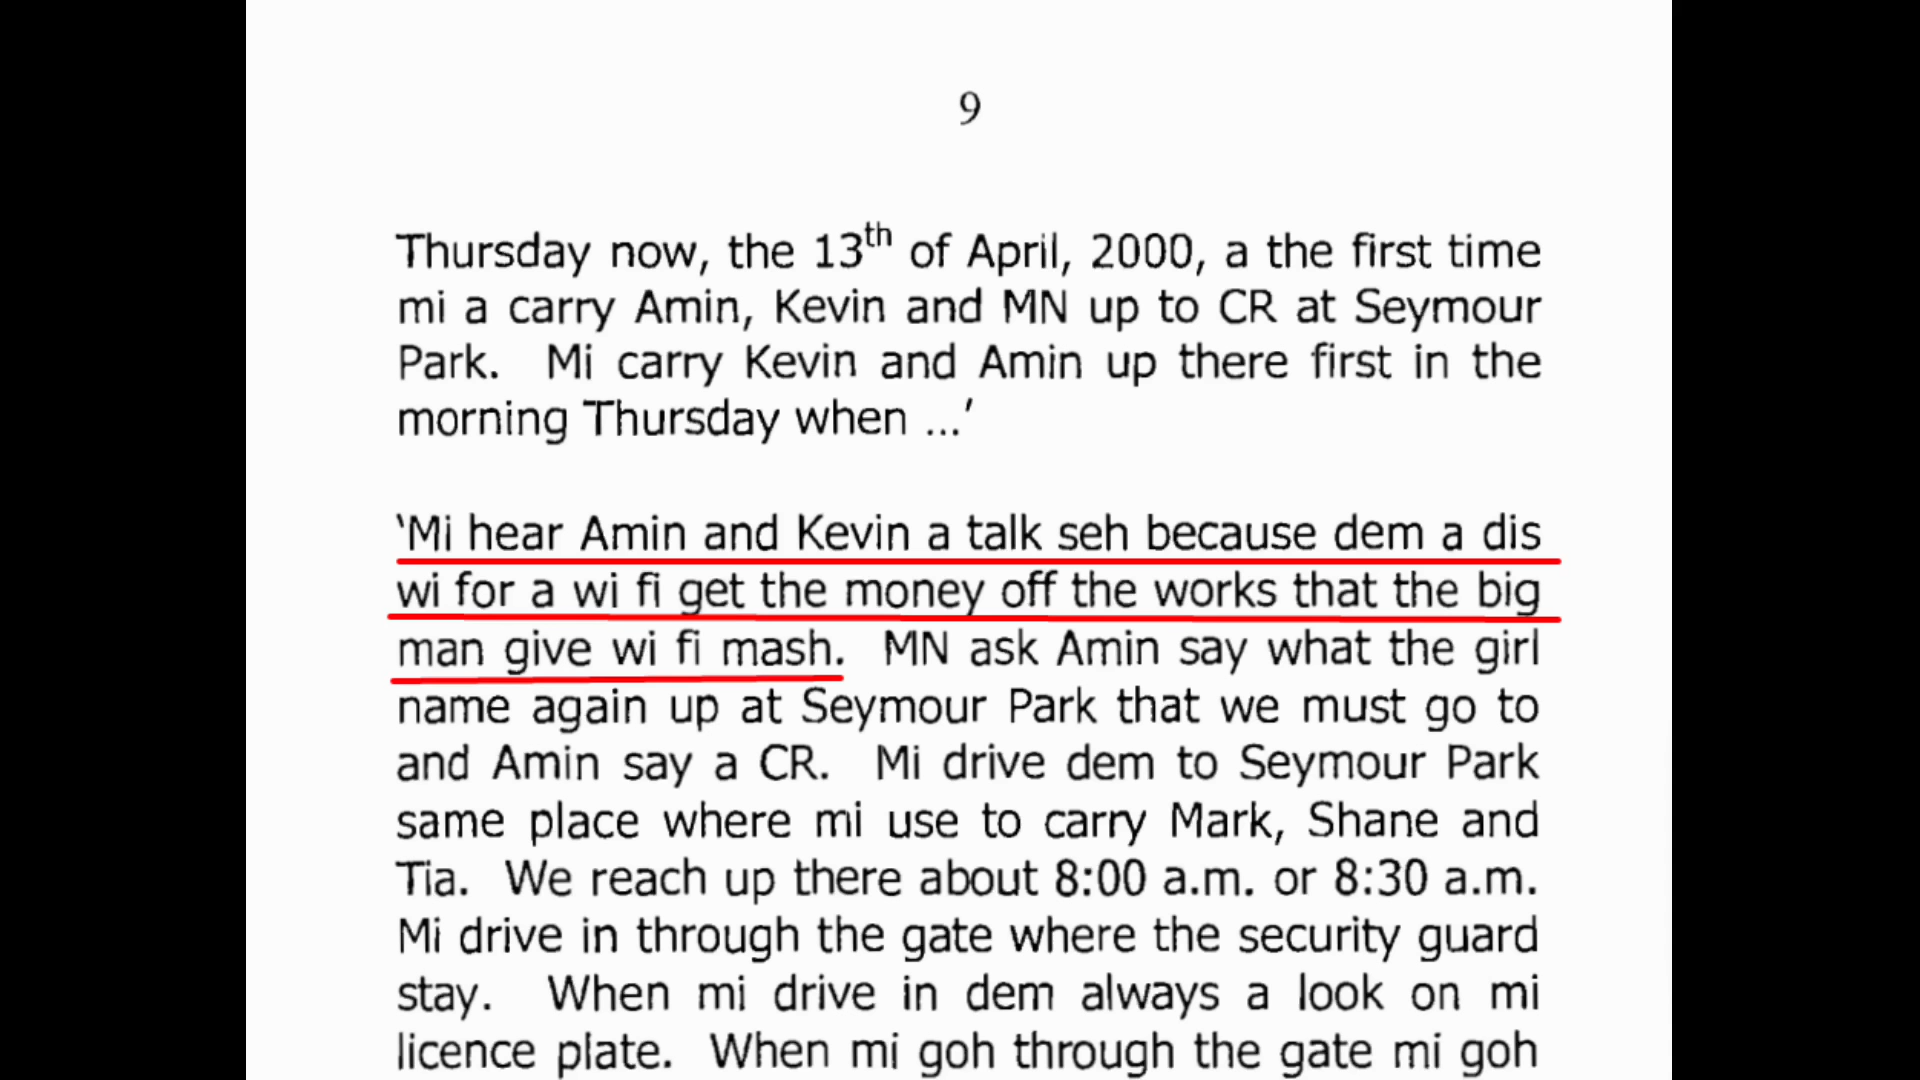 9
Thursday now, the 13th of April, 2000, a the first time
mi a carry Amin, Kevin and MN up to CR at Seymour
Park. Mi carry Kevin and Amin up there first in the
morning Thursday when ...’
‘Mi hear Amin and Kevin a talk seh because dem a dis
wi for a wi fi get the money off the works that the big
man give wi fi mash. MN ask Amin say what the girl
name again up at Seymour Park that we must go to
and Amin say a CR. Mi drive dem to Seymour Park
same place where mi use to carry Mark, Shane and
Tia. We reach up there about 8:00 a.m. or 8:30 a.m.
Mi drive in through the gate where the security guard
stay. When mi drive in dem always a look on mi
licence plate. When mi goh through the gate mi goh